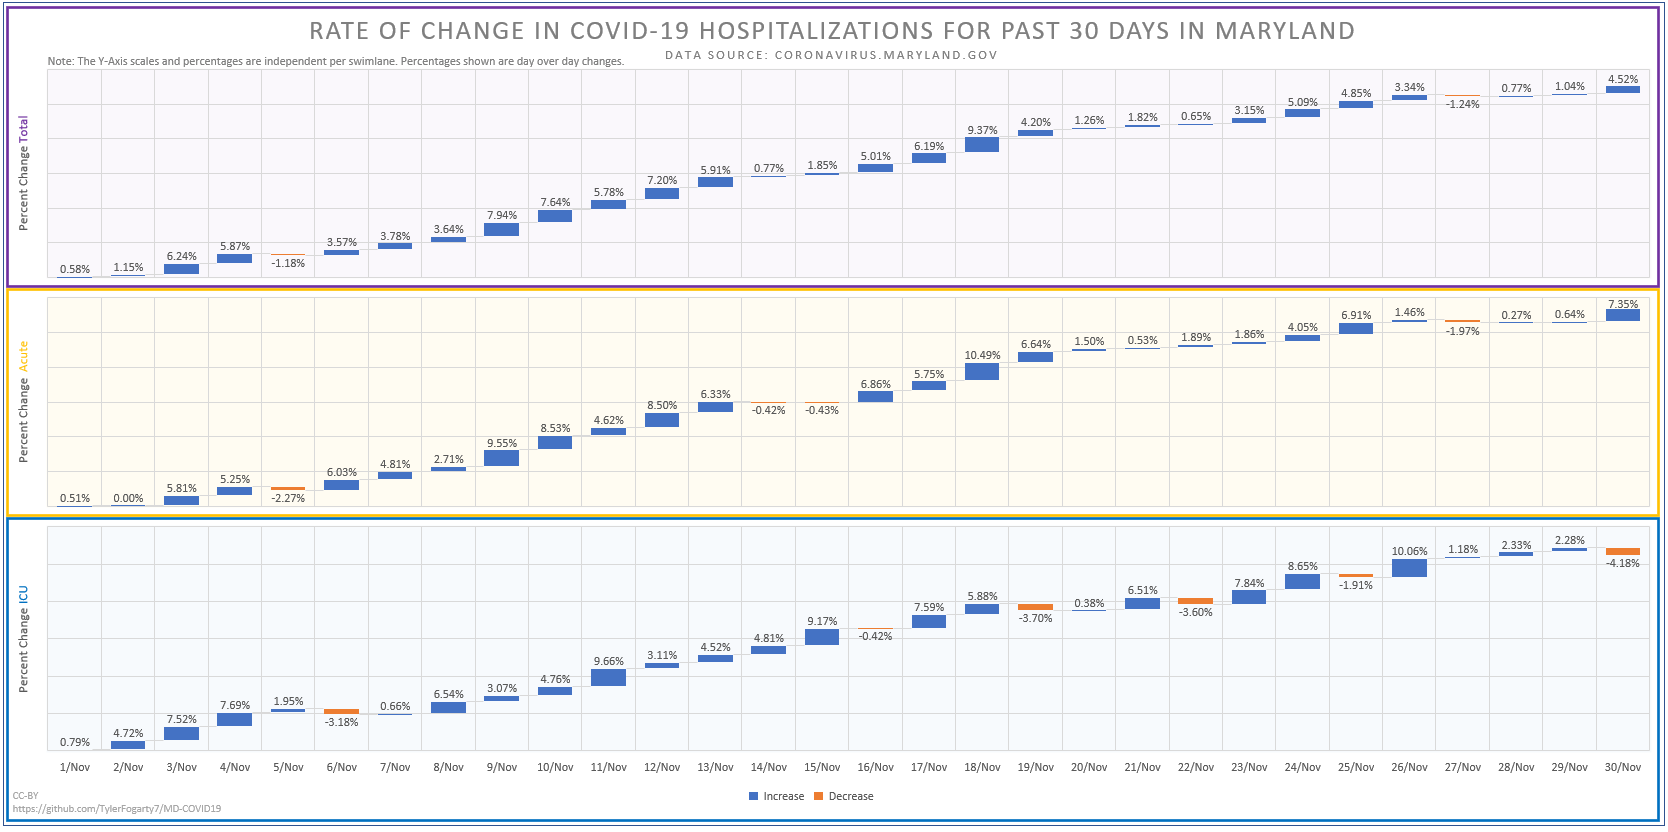 RATE OF CHANGE IN COVID-19 HOSPITALIZATIONS FOR PAST 30 DAYS IN MARYLAND
DATA SOURCE: CORONAVIRUS.MARYLAND.GOV
Note: The Y-Axis scales and percentages are independent per swimlane. Percentages shown are day over day changes.
Percent Change Total
0.58% 1.15% 6.24% 5.87% -1.18% 3.57% 3.78% 3.64% 7.94% 7.64% 5.78% 7.20% 5.91% 0.77% 1.85% 5.01% 6.19% 9.37% 4.20% 1.26% 1.82% 0.65% 3.15% 5.09% 4.85% 3.34% -1.24% 0.77% 1.04% 4.52%
Percent Change Acute
0.51% 0.00% 5.81% 5.25% -2.27% 6.03% 4.81% 2.71% 9.55% 8.53% 4.62% 8.50% 6.33% -0.42% -0.43% 6.86% 5.75% 10.49% 6.64% 1.50% 0.53% 1.89% 1.86% 4.05% 6.91% 1.46% -1.97% 0.27% 0.64% 7.35%
Percent Change ICU
0.79% 4.72% 7.52% 7.69% 1.95% -3.18% 0.66% 6.54% 3.07% 4.76% 9.66% 3.11% 4.52% 4.81% 9.17% -0.42% 7.59% 5.88% -3.70% 0.38% 6.51% -3.60% 7.84% 8.65% -1.91% 10.06% 1.18% 2.33% 2.28% -4.18%
1/Nov 2/Nov 3/Nov 4/Nov 5/Nov 6/Nov 7/Nov 8/Nov 9/Nov 10/Nov 11/Nov 12/Nov 13/Nov 14/Nov 15/Nov 16/Nov 17/Nov 18/Nov 19/Nov 20/Nov 21/Nov 22/Nov 23/Nov 24/Nov 25/Nov 26/Nov 27/Nov 28/Nov 29/Nov 30/Nov
Increase Decrease
CC-BY
https://github.com/TylerFogarty7/MD-COVID19